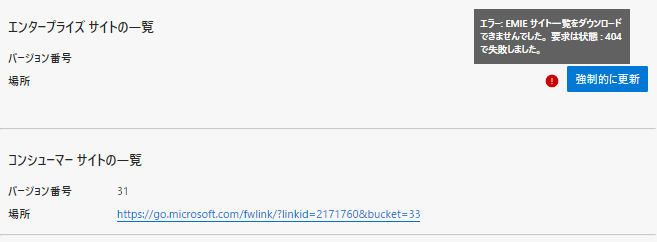 エンタープライズ サイトの一覧
エラー: EMIE サイト一覧をダウンロード
できませんでした。要求は状態 : 404
で失敗しました。
バージョン番号
場所
強制的に更新
コンシューマー サイトの一覧
バージョン番号 31
場所 https://go.microsoft.com/fwlink/?linkid=2171760&bucket=33